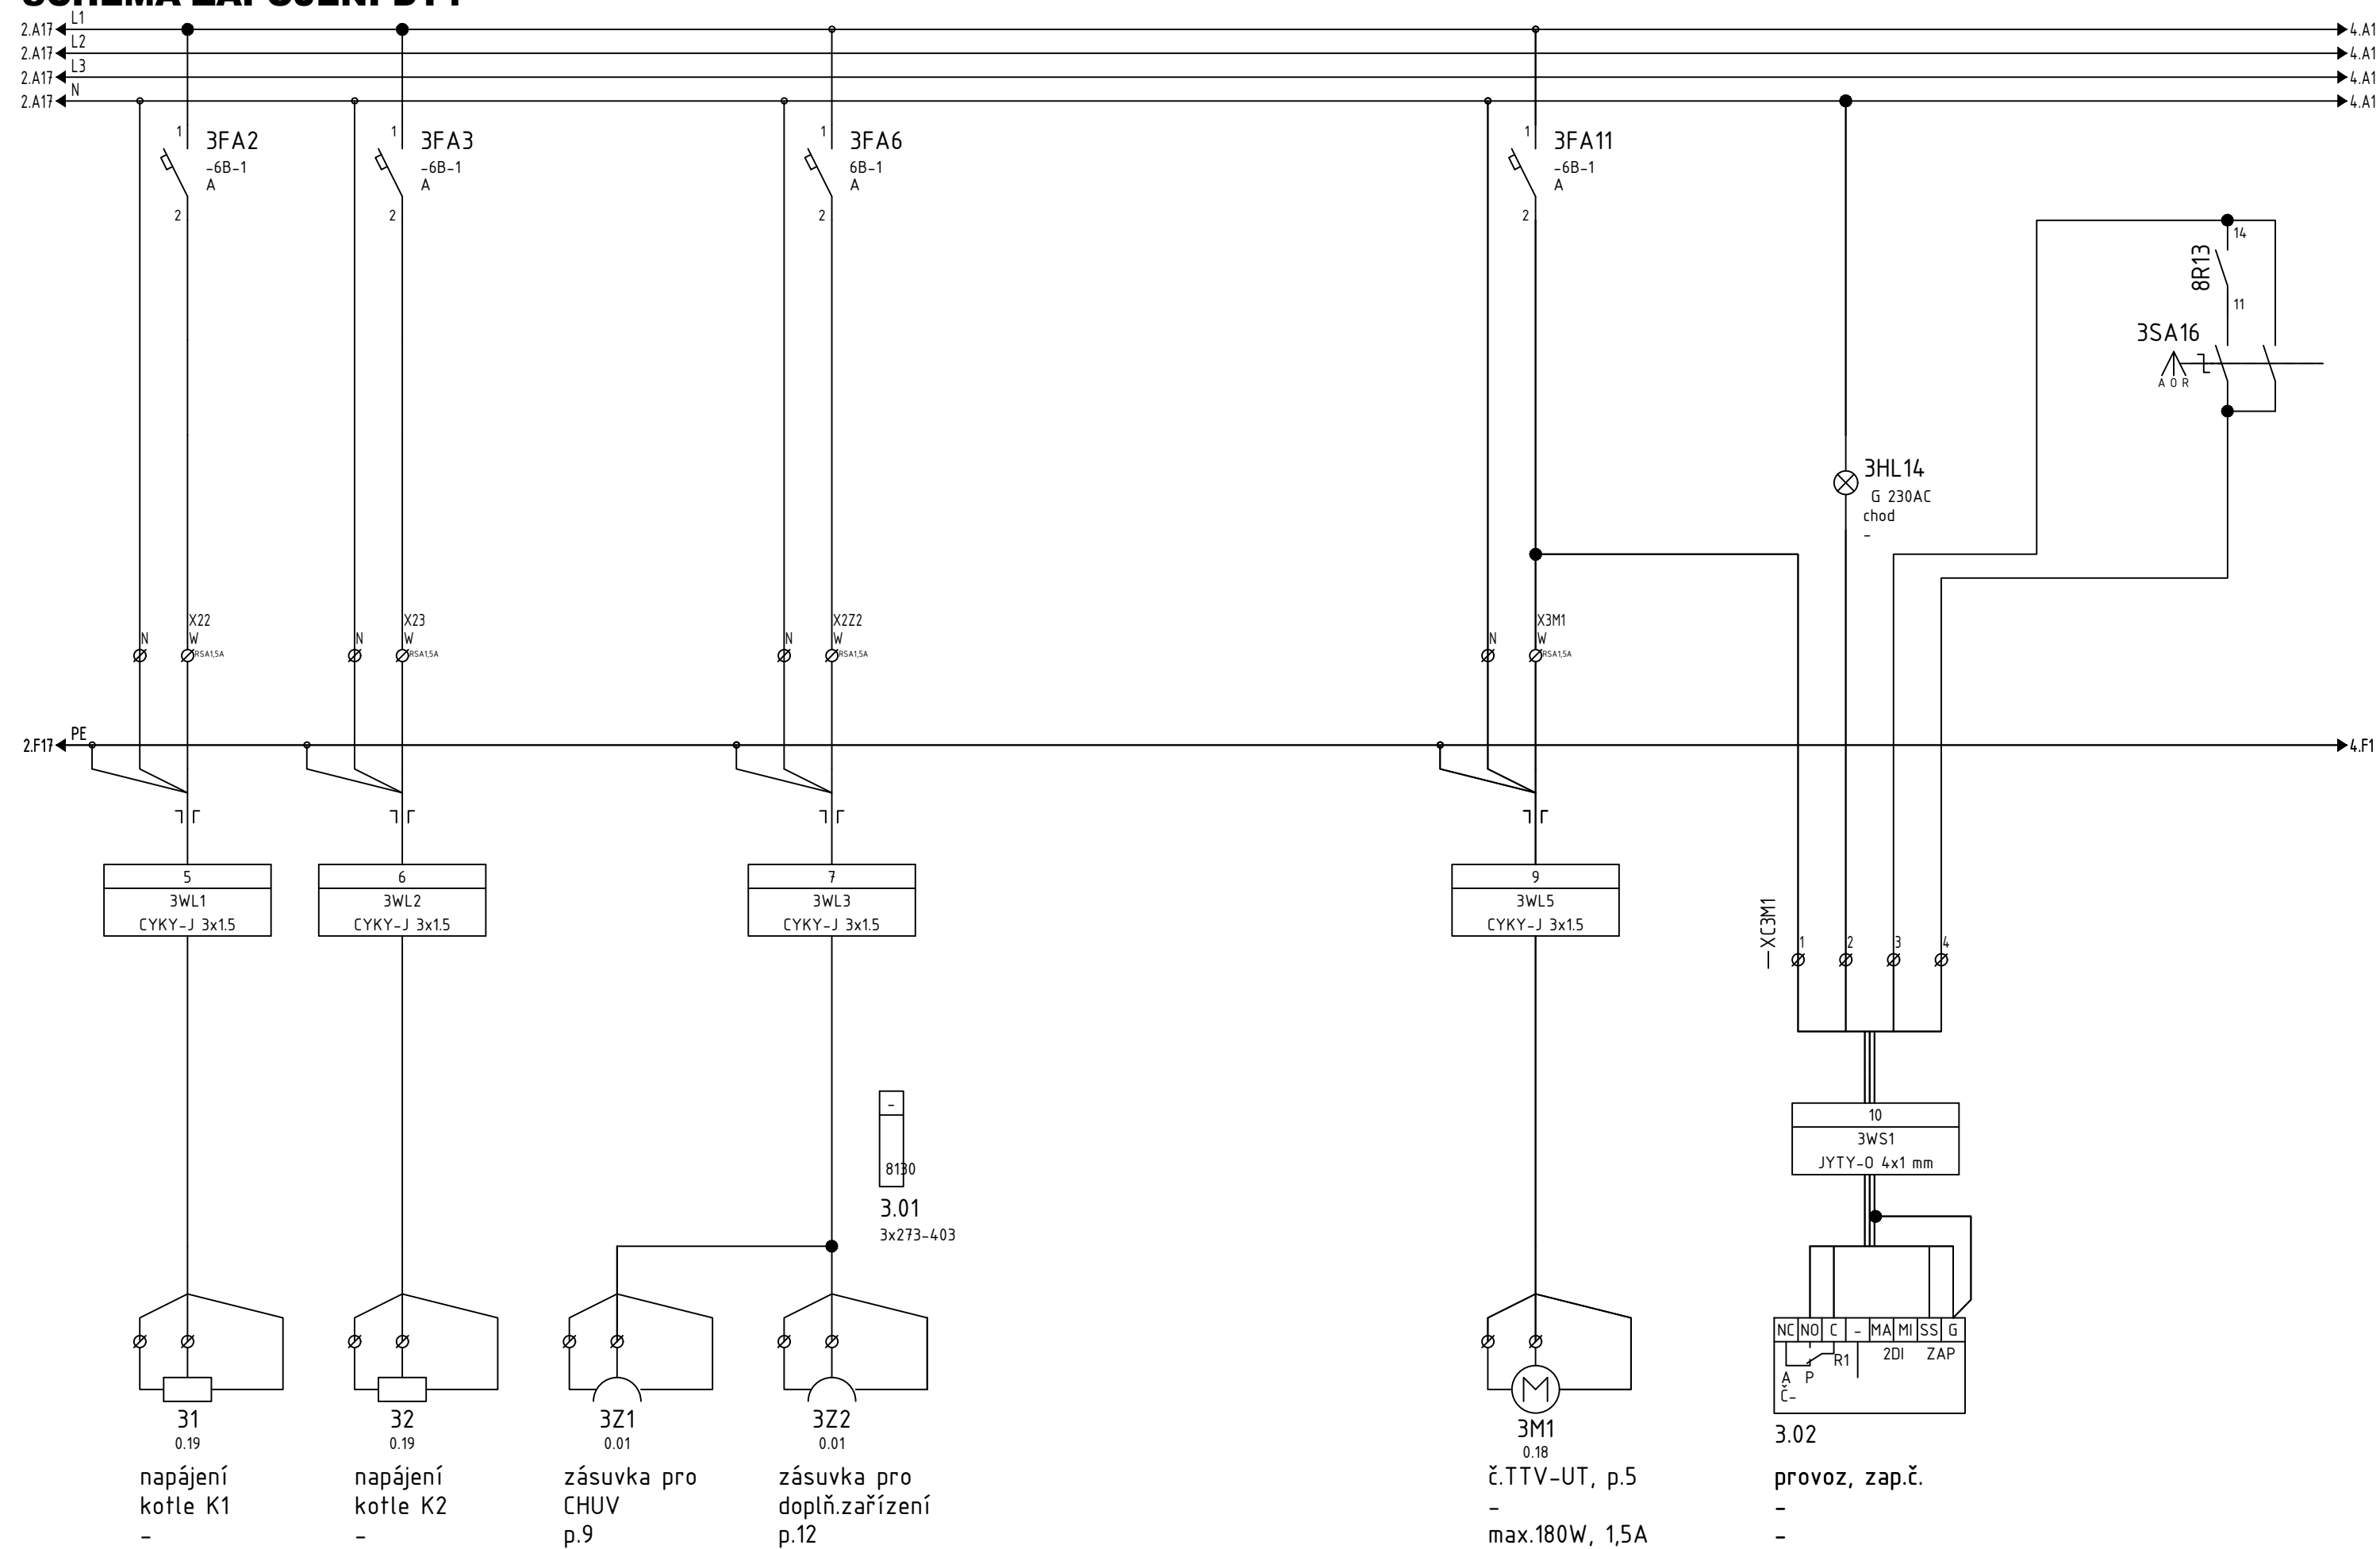 L1
2.A17
4.A1
L2
2.A17
4.A1
L3
2.A17
4.A1
N
2.A17
4.A1
1
3FA2
-6B-1
A
2
1
3FA3
-6B-1
A
2
1
3FA6
6B-1
A
2
1
3FA11
-6B-1
A
2
14
8R13
11
3SA16
A O R
3HL14
G 230AC
chod
-
X22
N W
RSA1,5A
X23
N W
RSA1,5A
X2Z2
N W
RSA1,5A
X3M1
N W
RSA1,5A
PE
2.F17
4.F1
5
3WL1
CYKY-J 3x1.5
6
3WL2
CYKY-J 3x1.5
7
3WL3
CYKY-J 3x1.5
9
3WL5
CYKY-J 3x1.5
-XC3M1
1 2 3 4
-
8130
3.01
3x273-403
10
3WS1
JYTY-O 4x1 mm
NC NO C - MA MI SS G
R1 2DI ZAP
A P
Č-
31
0.19
napájení
kotle K1
-
32
0.19
napájení
kotle K2
-
3Z1
0.01
zásuvka pro
CHUV
p.9
3Z2
0.01
zásuvka pro
doplň.zařízení
p.12
M
3M1
0.18
č.TTV-UT, p.5
-
max.180W, 1,5A
3.02
provoz, zap.č.
-
-